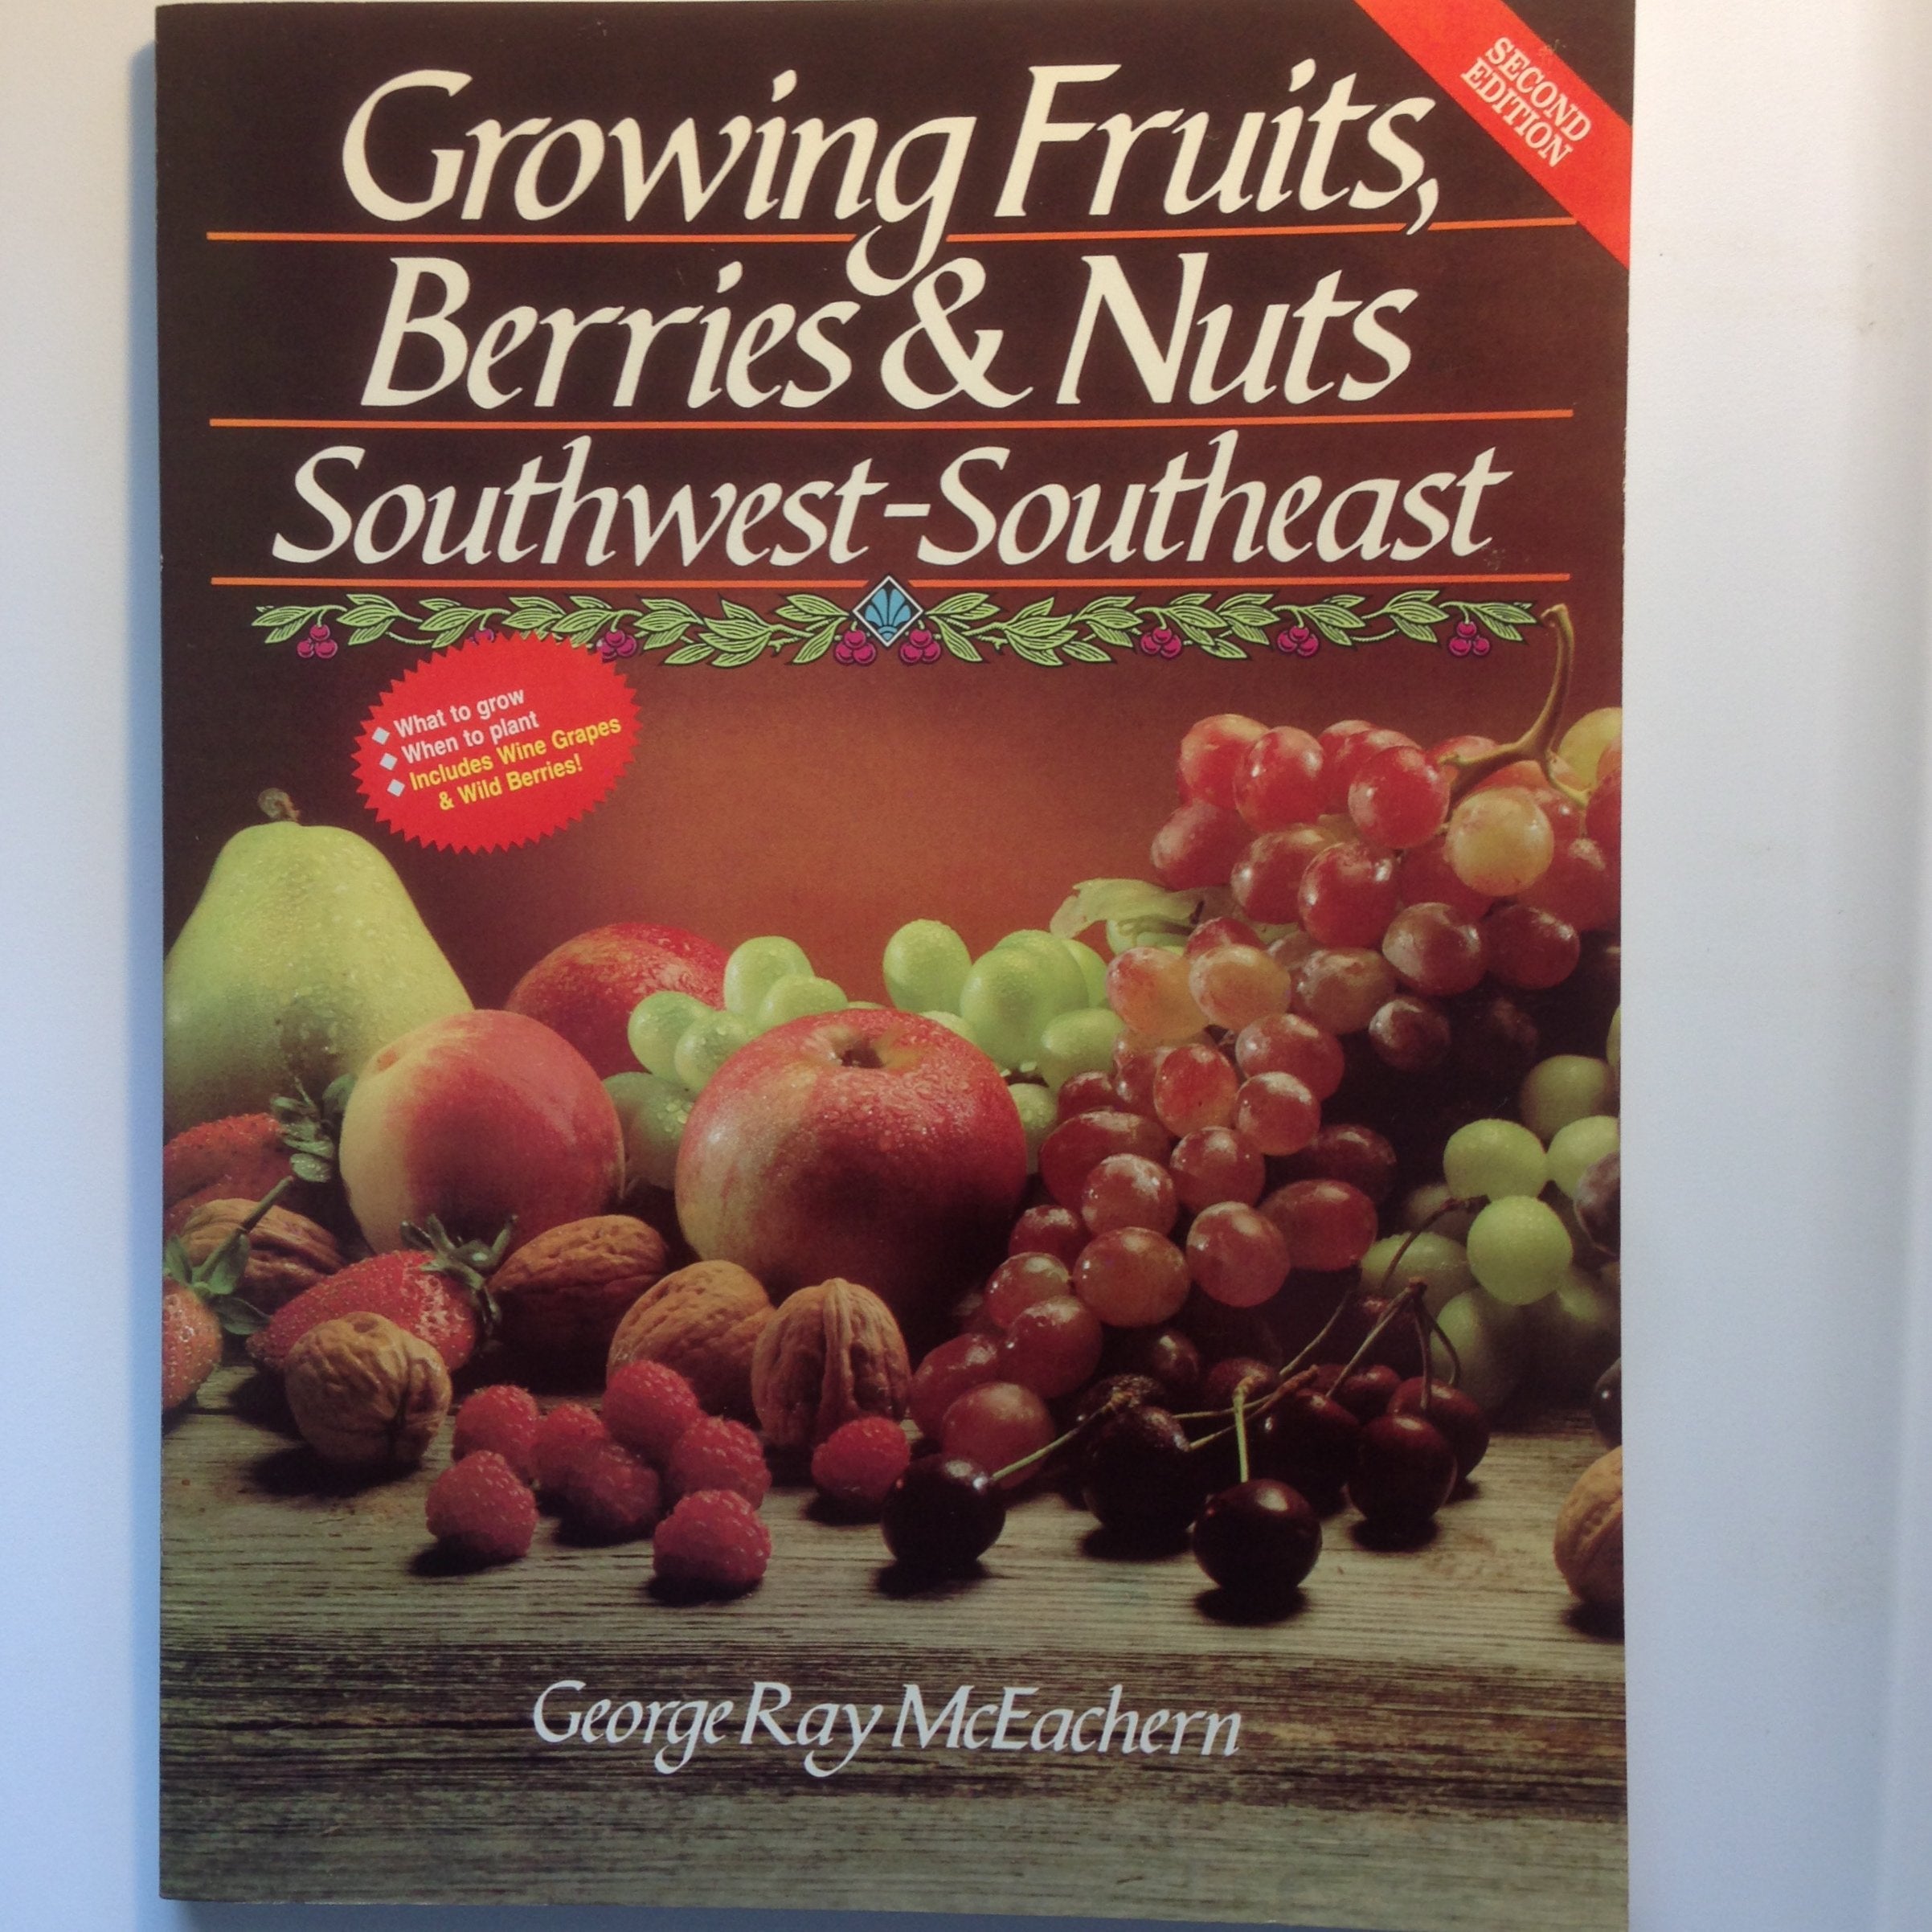 SECOND
EDITION
Growing Fruits,
Berries & Nuts
Southwest-Southeast
What to grow
When to plant
Includes Wine Grapes
& Wild Berries!
George Ray McEachern